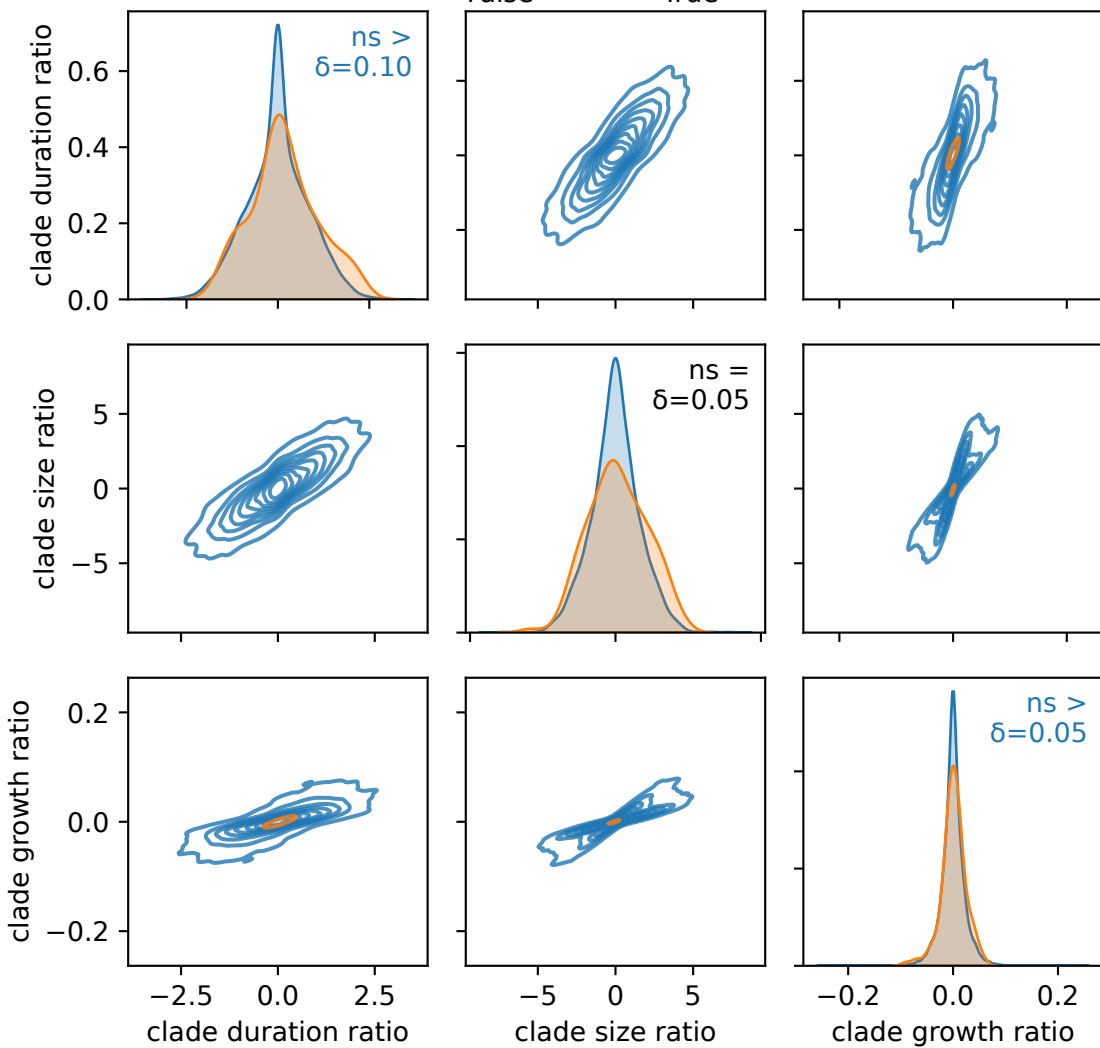 True
clade duration ratio
0.6
0.4
0.2
0.0
ns >
δ=0.10
clade size ratio
5
0
−5
ns =
δ=0.05
clade growth ratio
0.2
0.0
−0.2
ns >
δ=0.05
−2.5 0.0 2.5
−5 0 5
−0.2 0.0 0.2
clade duration ratio
clade size ratio
clade growth ratio